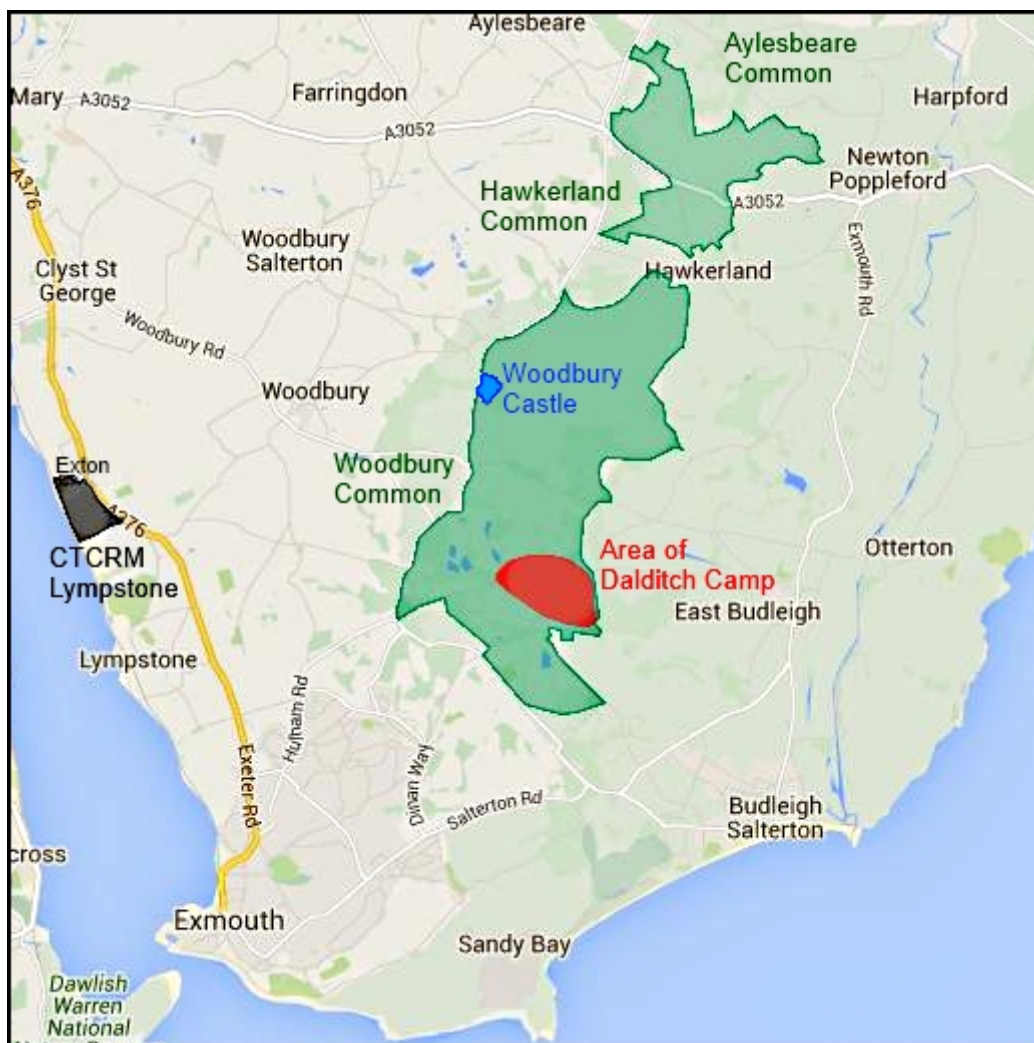 Aylesbeare
Aylesbeare
Common
Mary
A3052
Farringdon
A3052
Harpford
A376
Newton
Poppleford
Hawkerland
Common
A3052
Woodbury
Salterton
Clyst St
George
Hawkerland
Exmouth Rd
Woodbury Rd
Woodbury
Castle
Woodbury
Woodbury
Common
Exton
A376
CTCRM
Lympstone
Area of
Dalditch Camp
Otterton
East Budleigh
Lympstone
Hulham Rd
Exeter Rd
Dinan Way
Salterton Rd
Budleigh
Salterton
cross
Exmouth
Sandy Bay
Dawlish
Warren
National